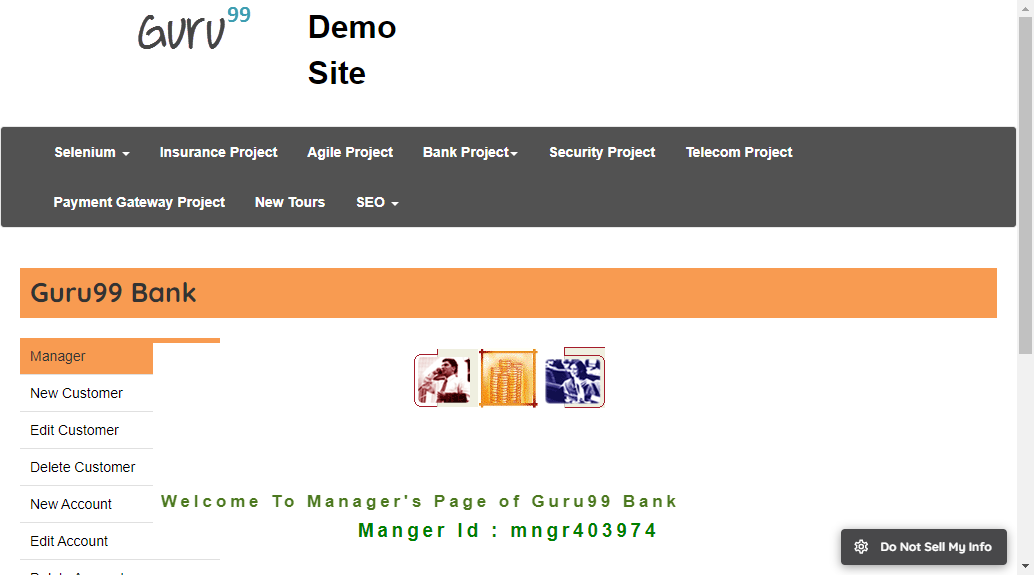 Guru99
Demo
Site
Selenium
Insurance Project
Agile Project
Bank Project
Security Project
Telecom Project
Payment Gateway Project
New Tours
SEO
Guru99 Bank
Manager
New Customer
Edit Customer
Delete Customer
New Account
Edit Account
Welcome To Manager's Page of Guru99 Bank
Manger Id : mngr403974
Do Not Sell My Info